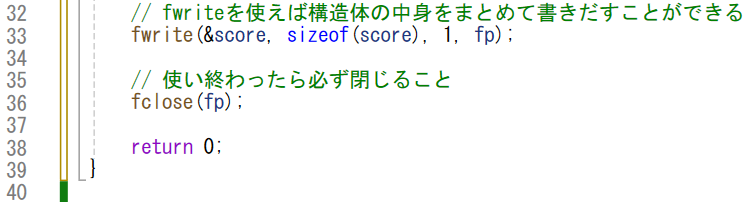 32 // fwriteを使えば構造体の中身をまとめて書きだすことができる
33 fwrite(&score, sizeof(score), 1, fp);
34
35 // 使い終わったら必ず閉じること
36 fclose(fp);
37
38 return 0;
39 }
40